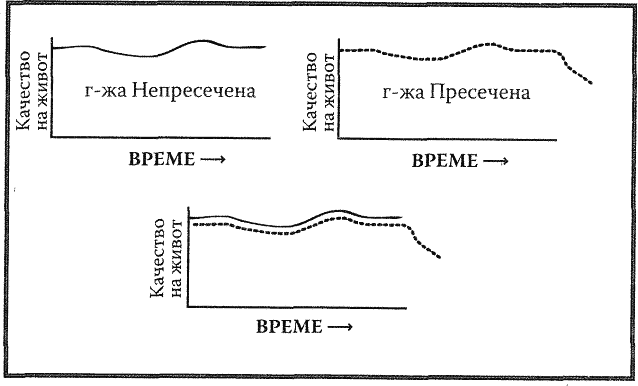 Качество
на живот
г-жа Непресечена
ВРЕМЕ →
Качество
на живот
г-жа Пресечена
ВРЕМЕ →
Качество
на живот
ВРЕМЕ →